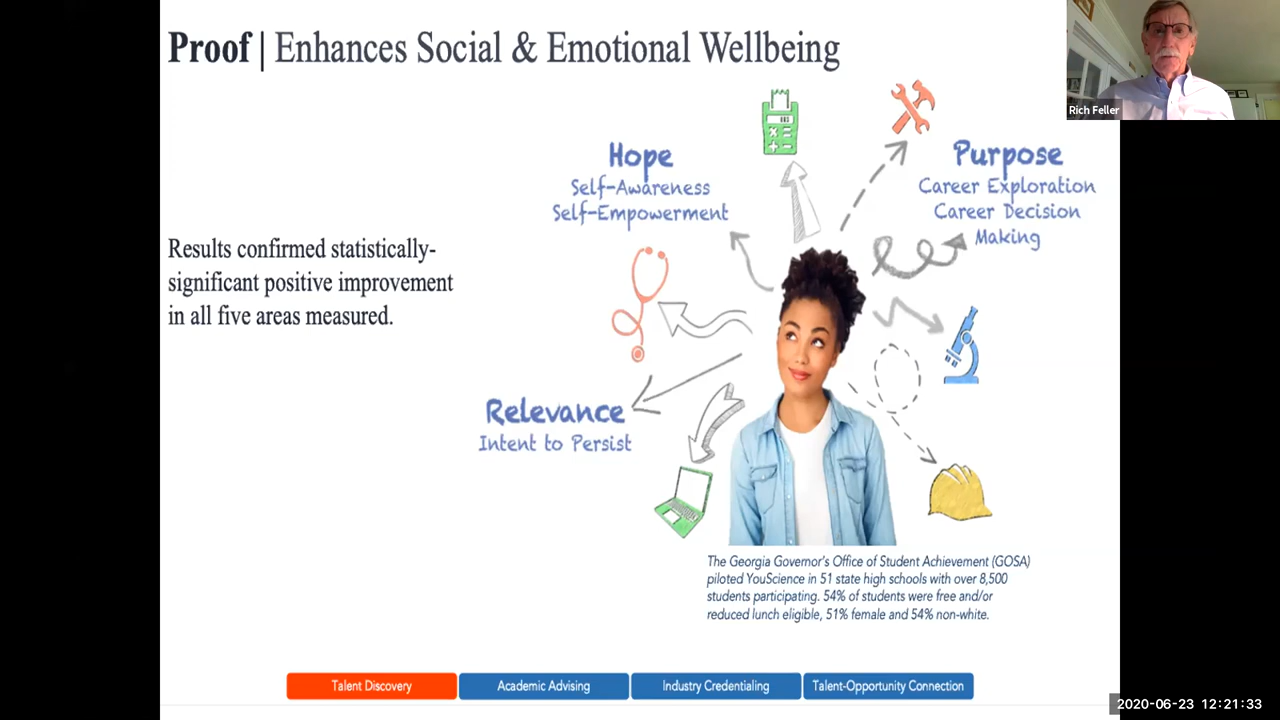 Proof | Enhances Social & Emotional Wellbeing
Rich Feller
Hope
Self-Awareness
Self-Empowerment
Purpose
Career Exploration
Career Decision
Making
Results confirmed statistically-
significant positive improvement
in all five areas measured.
Relevance
Intent to Persist
The Georgia Governor's Office of Student Achievement (GOSA)
piloted YouScience in 51 state high schools with over 8,500
students participating. 54% of students were free and/or
reduced lunch eligible, 51% female and 54% non-white.
Talent Discovery
Academic Advising
Industry Credentialing
Talent-Opportunity Connection
2020-06-23 12:21:33